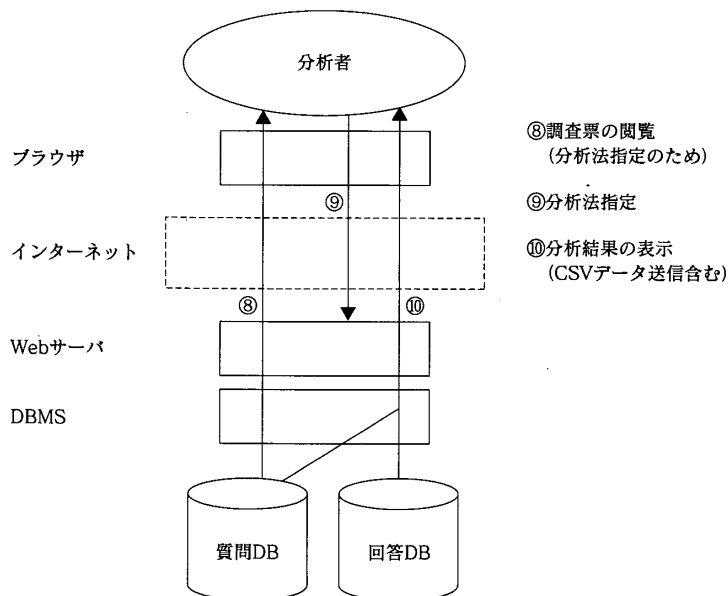 分析者
ブラウザ
⑧調査票の閲覧
(分析法指定のため)
⑨
⑨分析法指定
インターネット
⑩分析結果の表示
(CSVデータ送信含む)
⑧
⑩
Webサーバ
DBMS
質問DB
回答DB